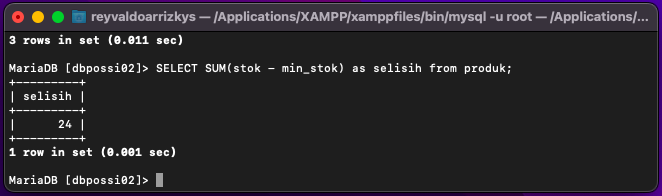 reyvaldoarrizkys — /Applications/XAMPP/xamppfiles/bin/mysql -u root — /Applications/...
3 rows in set (0.011 sec)
MariaDB [dbpossi02]> SELECT SUM(stok - min_stok) as selisih from produk;
+---------+
| selisih |
+---------+
|      24 |
+---------+
1 row in set (0.001 sec)
MariaDB [dbpossi02]>